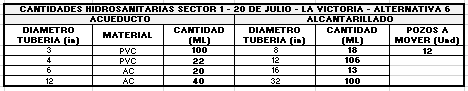 CANTIDADES HIDROSANITARIAS SECTOR 1 - 20 DE JULIO - LA VICTORIA - ALTERNATIVA 6
ACUEDUCTO ALCANTARILLADO
DIAMETRO TUBERIA (in) MATERIAL CANTIDAD (ML) DIAMETRO TUBERIA (in) CANTIDAD (ML) POZOS A MOVER (Und)
3 PVC 100 8 18 12
4 PVC 22 12 106
6 AC 20 16 13
12 AC 40 32 100